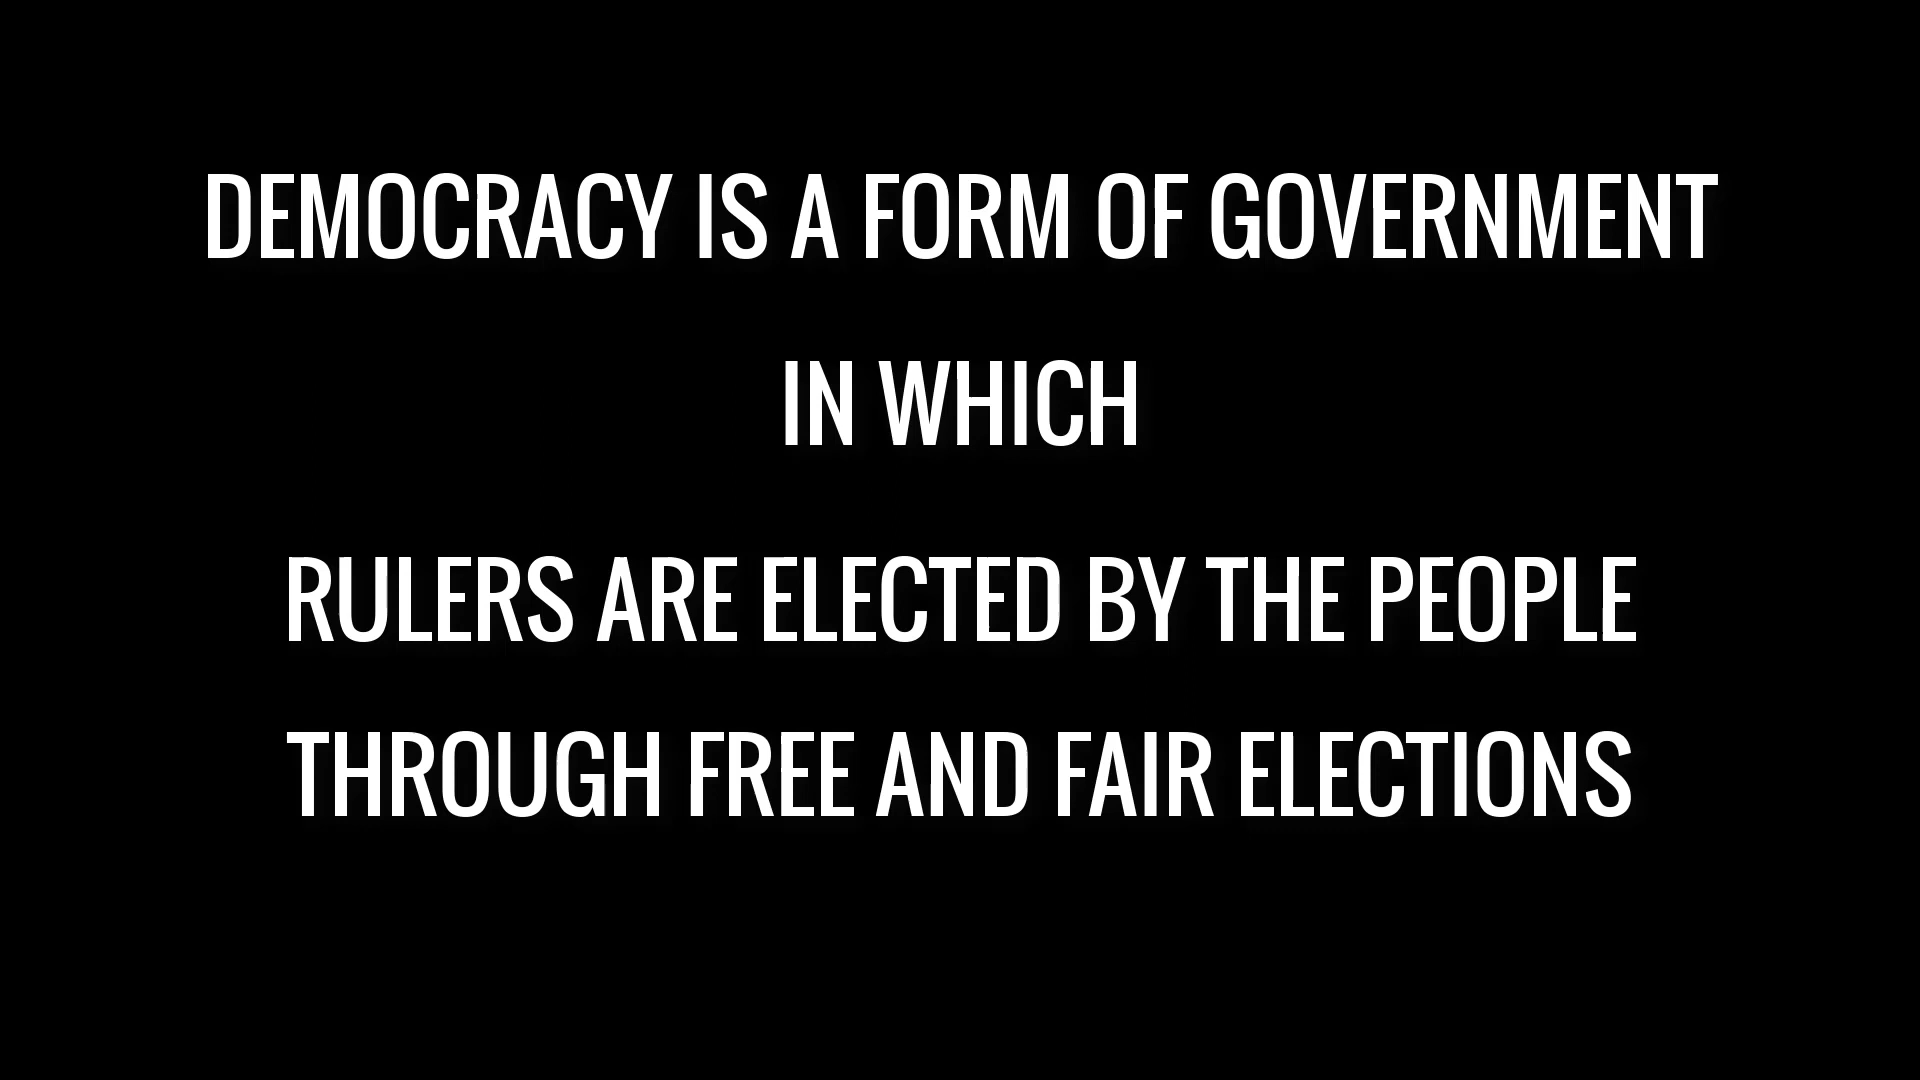 DEMOCRACY IS A FORM OF GOVERNMENT
IN WHICH
RULERS ARE ELECTED BY THE PEOPLE
THROUGH FREE AND FAIR ELECTIONS